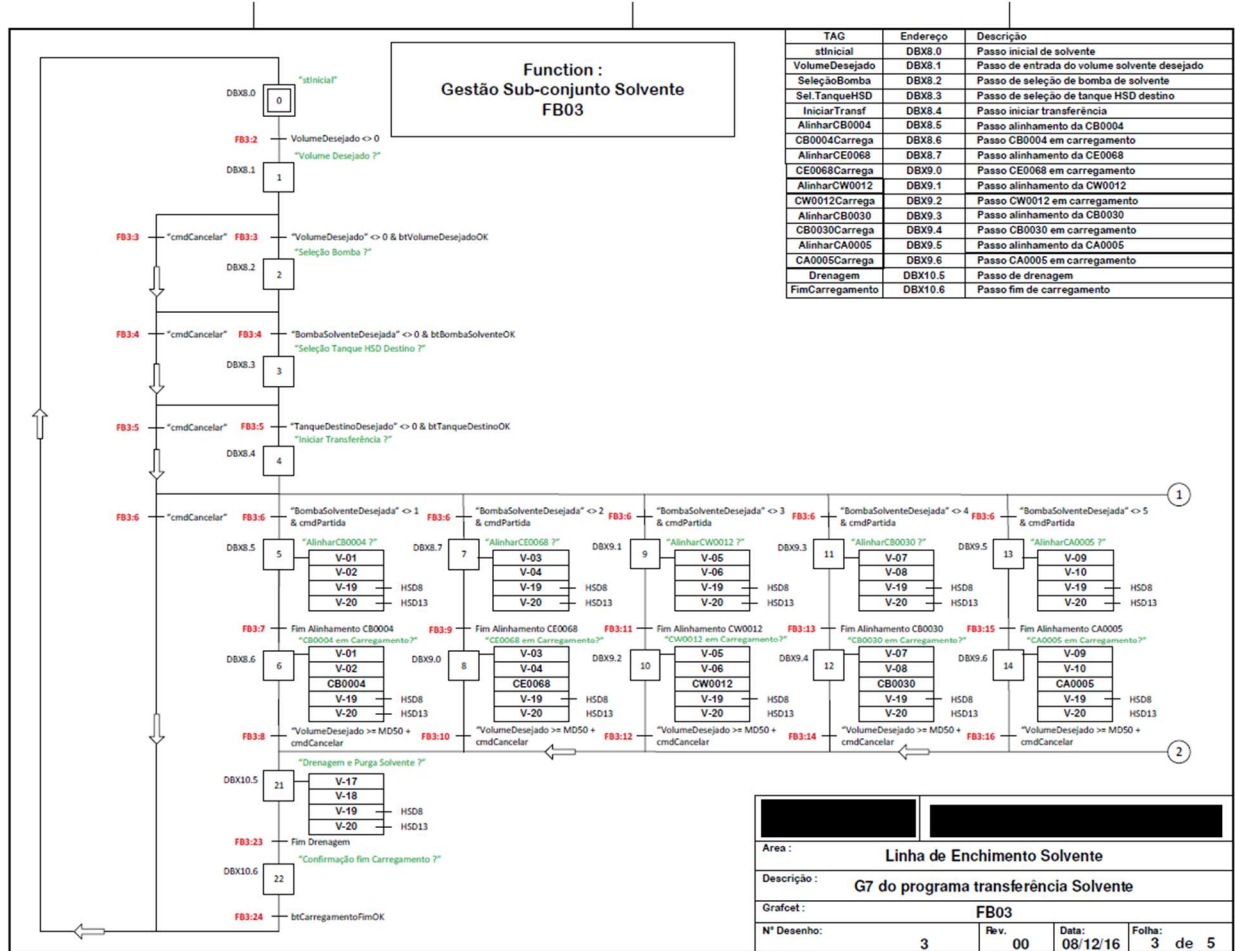 Function :
Gestão Sub-conjunto Solvente
FB03
TAG Endereço Descrição
stInicial DBX8.0 Passo inicial de solvente
VolumeDesejado DBX8.1 Passo de entrada do volume solvente desejado
SeleçãoBomba DBX8.2 Passo de seleção de bomba de solvente
Sel.TanqueHSD DBX8.3 Passo de seleção de tanque HSD destino
IniciarTransf DBX8.4 Passo iniciar transferência
AlinharCB0004 DBX8.5 Passo alinhamento da CB0004
CB0004Carrega DBX8.6 Passo CB0004 em carregamento
AlinharCE0068 DBX8.7 Passo alinhamento da CE0068
CE0068Carrega DBX9.0 Passo CE0068 em carregamento
AlinharCW0012 DBX9.1 Passo alinhamento da CW0012
CW0012Carrega DBX9.2 Passo CW0012 em carregamento
AlinharCB0030 DBX9.3 Passo alinhamento da CB0030
CB0030Carrega DBX9.4 Passo CB0030 em carregamento
AlinharCA0005 DBX9.5 Passo alinhamento da CA0005
CA0005Carrega DBX9.6 Passo CA0005 em carregamento
Drenagem DBX10.5 Passo de drenagem
FimCarregamento DBX10.6 Passo fim de carregamento
"stInicial"
DBX8.0 0
FB3:2 VolumeDesejado <> 0
"Volume Desejado ?"
DBX8.1 1
FB3:3 "cmdCancelar" FB3:3 "VolumeDesejado" <> 0 & btVolumeDesejadoOK
"Seleção Bomba ?"
DBX8.2 2
FB3:4 "cmdCancelar" FB3:4 "BombaSolventeDesejada" <> 0 & btBombaSolventeOK
"Seleção Tanque HSD Destino ?"
DBX8.3 3
FB3:5 "cmdCancelar" FB3:5 "TanqueDestinoDesejado" <> 0 & btTanqueDestinoOK
"Iniciar Transferência ?"
DBX8.4 4
1
FB3:6 "cmdCancelar" FB3:6 "BombaSolventeDesejada" <> 1 FB3:6 "BombaSolventeDesejada" <> 2 FB3:6 "BombaSolventeDesejada" <> 3 FB3:6 "BombaSolventeDesejada" <> 4 FB3:6 "BombaSolventeDesejada" <> 5
& cmdPartida & cmdPartida & cmdPartida & cmdPartida & cmdPartida
"AlinharCB0004 ?" "AlinharCE0068 ?" "AlinharCW0012 ?" "AlinharCB0030 ?" "AlinharCA0005 ?"
DBX8.5 5 V-01 DBX8.7 7 V-03 DBX9.1 9 V-05 DBX9.3 11 V-07 DBX9.5 13 V-09
V-02 V-04 V-06 V-08 V-10
V-19 HSD8 V-19 HSD8 V-19 HSD8 V-19 HSD8 V-19 HSD8
V-20 HSD13 V-20 HSD13 V-20 HSD13 V-20 HSD13 V-20 HSD13
FB3:7 Fim Alinhamento CB0004 FB3:9 Fim Alinhamento CE0068 FB3:11 Fim Alinhamento CW0012 FB3:13 Fim Alinhamento CB0030 FB3:15 Fim Alinhamento CA0005
"CB0004 em Carregamento?" "CE0068 em Carregamento?" "CW0012 em Carregamento?" "CB0030 em Carregamento?" "CA0005 em Carregamento?"
DBX8.6 6 V-01 DBX9.0 8 V-03 DBX9.2 10 V-05 DBX9.4 12 V-07 DBX9.6 14 V-09
V-02 V-04 V-06 V-08 V-10
CB0004 CE0068 CW0012 CB0030 CA0005
V-19 HSD8 V-19 HSD8 V-19 HSD8 V-19 HSD8 V-19 HSD8
V-20 HSD13 V-20 HSD13 V-20 HSD13 V-20 HSD13 V-20 HSD13
FB3:8 "VolumeDesejado >= MD50 + FB3:10 "VolumeDesejado >= MD50 + FB3:12 "VolumeDesejado >= MD50 + FB3:14 "VolumeDesejado >= MD50 + FB3:16 "VolumeDesejado >= MD50 +
cmdCancelar cmdCancelar cmdCancelar cmdCancelar cmdCancelar
2
"Drenagem e Purga Solvente ?"
DBX10.5 21 V-17
V-18
V-19 HSD8
V-20 HSD13
FB3:23 Fim Drenagem
"Confirmação fim Carregamento ?"
DBX10.6 22
FB3:24 btCarregamentoFimOK
Area : Linha de Enchimento Solvente
Descrição : G7 do programa transferência Solvente
Grafcet : FB03
Nº Desenho: 3 Rev. 00 Data: 08/12/16 Folha: 3 de 5